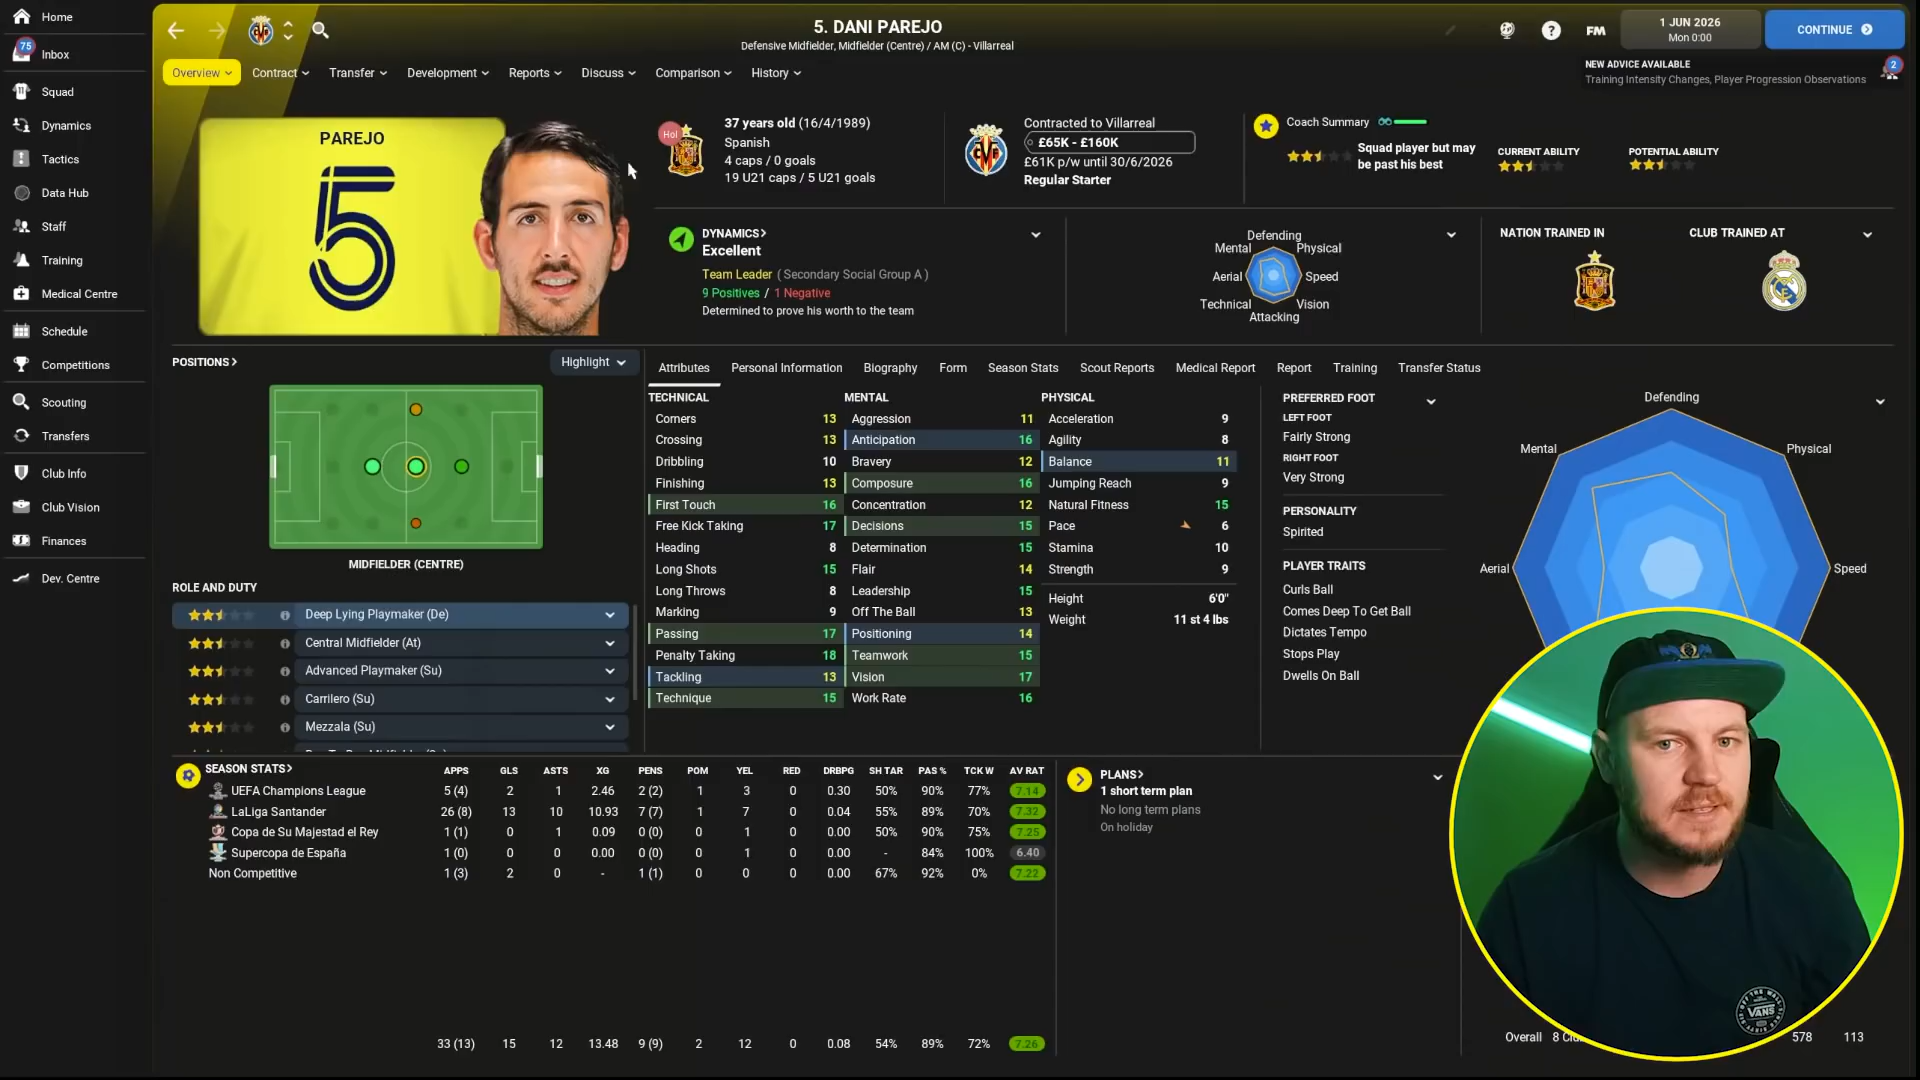 Home
75
Inbox
Squad
Dynamics
Tactics
Data Hub
Staff
Training
Medical Centre
Schedule
Competitions
Scouting
Transfers
Club Info
Club Vision
Finances
Dev. Centre
5. DANI PAREJO
Defensive Midfielder, Midfielder (Centre) / AM (C) - Villarreal
FM
1 JUN 2026
Mon 0:00
CONTINUE
NEW ADVICE AVAILABLE
Training Intensity Changes, Player Progression Observations
2
Overview
Contract
Transfer
Development
Reports
Discuss
Comparison
History
PAREJO
5
Hol
37 years old (16/4/1989)
Spanish
4 caps / 0 goals
19 U21 caps / 5 U21 goals
Contracted to Villarreal
£65K - £160K
£61K p/w until 30/6/2026
Regular Starter
Coach Summary
Squad player but may
be past his best
CURRENT ABILITY
POTENTIAL ABILITY
DYNAMICS>
Excellent
Team Leader ( Secondary Social Group A )
9 Positives / 1 Negative
Determined to prove his worth to the team
Defending
Mental
Physical
Aerial
Speed
Technical
Vision
Attacking
NATION TRAINED IN
CLUB TRAINED AT
POSITIONS>
Highlight
MIDFIELDER (CENTRE)
ROLE AND DUTY
Deep Lying Playmaker (De)
Central Midfielder (At)
Advanced Playmaker (Su)
Carrilero (Su)
Mezzala (Su)
Attributes
Personal Information
Biography
Form
Season Stats
Scout Reports
Medical Report
Report
Training
Transfer Status
TECHNICAL
Corners 13
Crossing 13
Dribbling 10
Finishing 13
First Touch 16
Free Kick Taking 17
Heading 8
Long Shots 15
Long Throws 8
Marking 9
Passing 17
Penalty Taking 18
Tackling 13
Technique 15
MENTAL
Aggression 11
Anticipation 16
Bravery 12
Composure 16
Concentration 12
Decisions 15
Determination 15
Flair 14
Leadership 15
Off The Ball 13
Positioning 14
Teamwork 15
Vision 17
Work Rate 16
PHYSICAL
Acceleration 9
Agility 8
Balance 11
Jumping Reach 9
Natural Fitness 15
Pace 6
Stamina 10
Strength 9
Height 6'0"
Weight 11 st 4 lbs
PREFERRED FOOT
LEFT FOOT
Fairly Strong
RIGHT FOOT
Very Strong
PERSONALITY
Spirited
PLAYER TRAITS
Curls Ball
Comes Deep To Get Ball
Dictates Tempo
Stops Play
Dwells On Ball
Defending
Mental
Physical
Aerial
Speed
SEASON STATS> APPS GLS ASTS XG PENS POM YEL RED DRBPG SH TAR PAS % TCK W AV RAT
UEFA Champions League 5 (4) 2 1 2.46 2 (2) 1 3 0 0.30 50% 90% 77% 7.14
LaLiga Santander 26 (8) 13 10 10.93 7 (7) 1 7 0 0.04 55% 89% 70% 7.32
Copa de Su Majestad el Rey 1 (1) 0 1 0.09 0 (0) 0 1 0 0.00 50% 90% 75% 7.25
Supercopa de España 1 (0) 0 0 0.00 0 (0) 0 1 0 0.00 - 84% 100% 6.40
Non Competitive 1 (3) 2 0 - 1 (1) 0 0 0 0.00 67% 92% 0% 7.22
33 (13) 15 12 13.48 9 (9) 2 12 0 0.08 54% 89% 72% 7.26
PLANS>
1 short term plan
No long term plans
On holiday
Overall 578 113
VANS